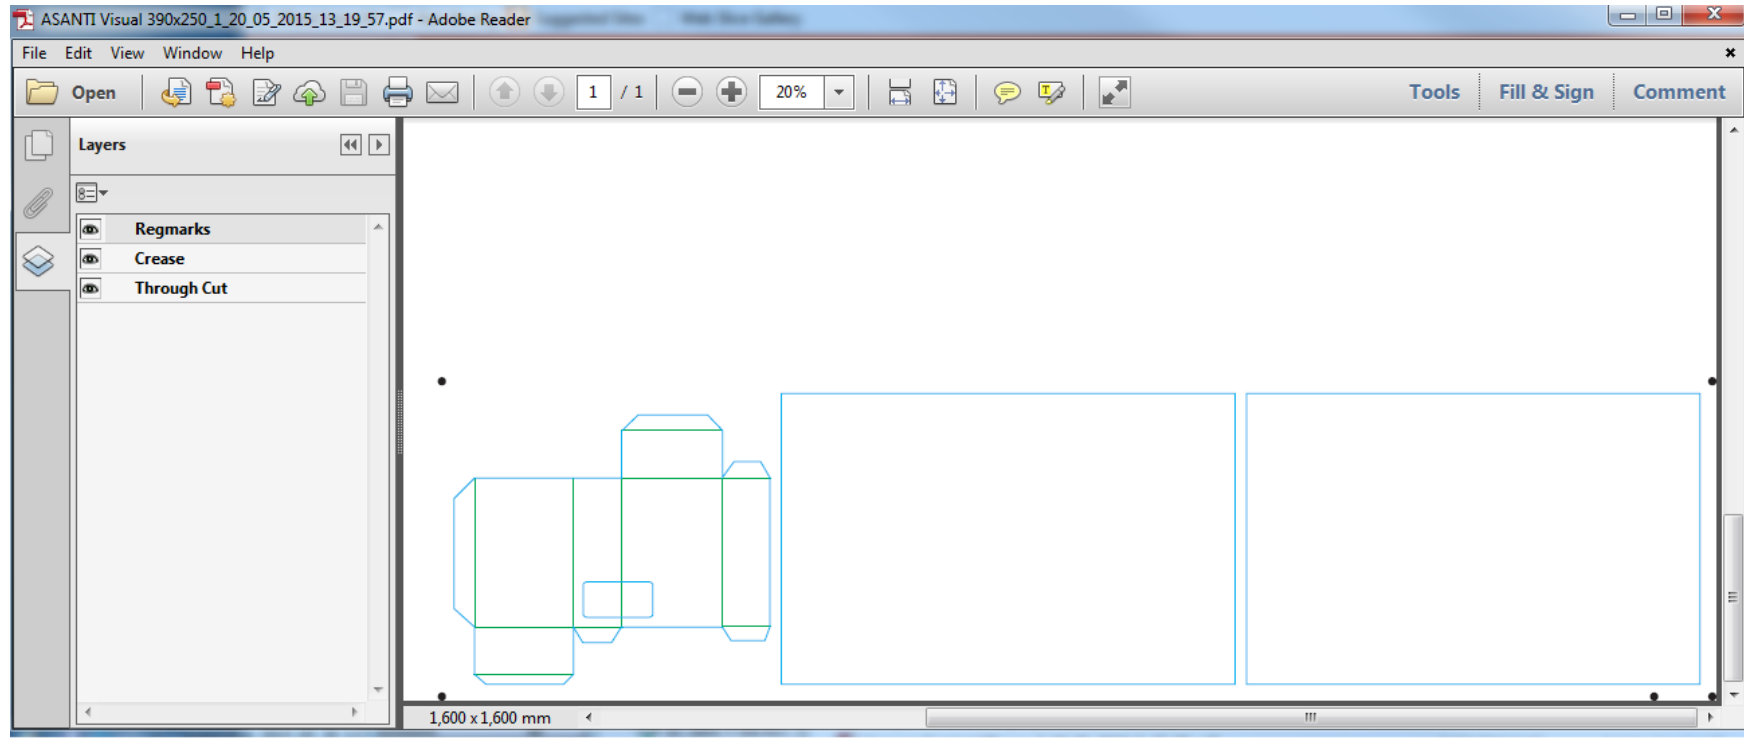 ASANTI Visual 390x250_1_20_05_2015_13_19_57.pdf - Adobe Reader
File Edit View Window Help
Open 1 / 1 20% Tools Fill & Sign Comment
Layers
Regmarks
Crease
Through Cut
1,600 x 1,600 mm